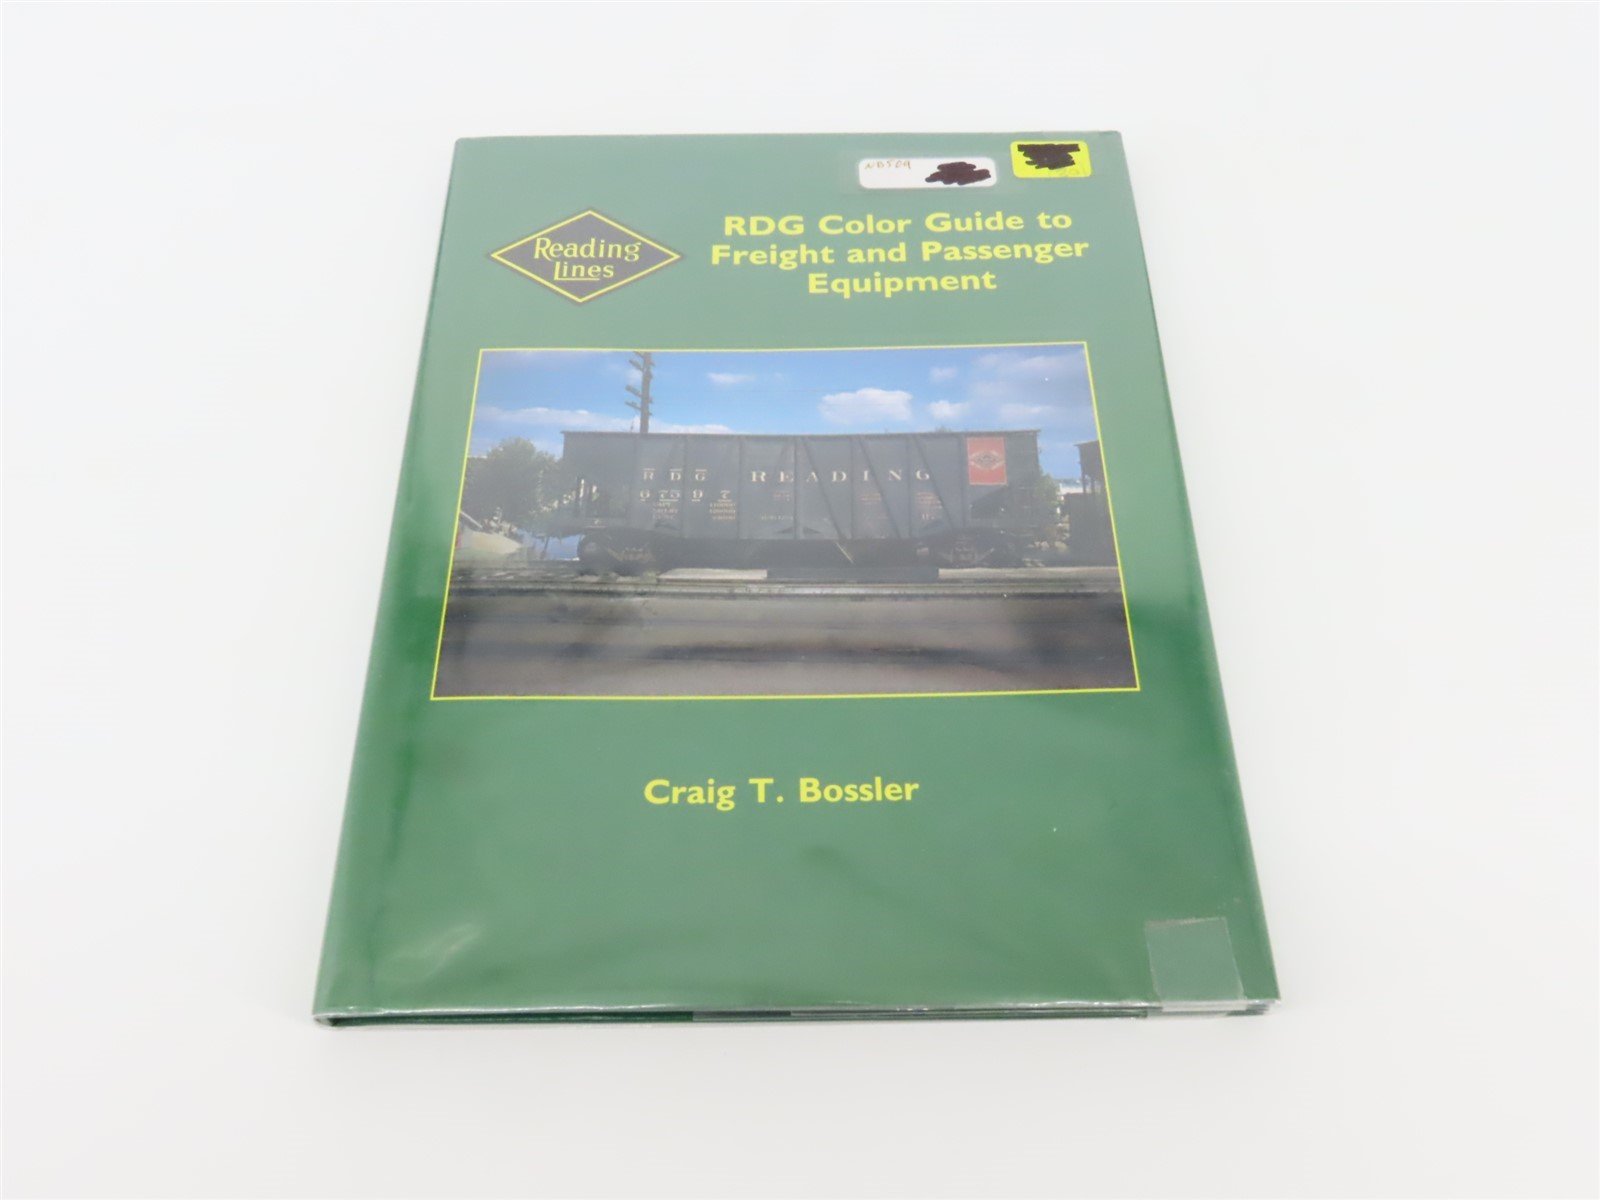 RDG Color Guide to
Freight and Passenger
Equipment
Reading
Lines
RDG READING
Craig T. Bossler